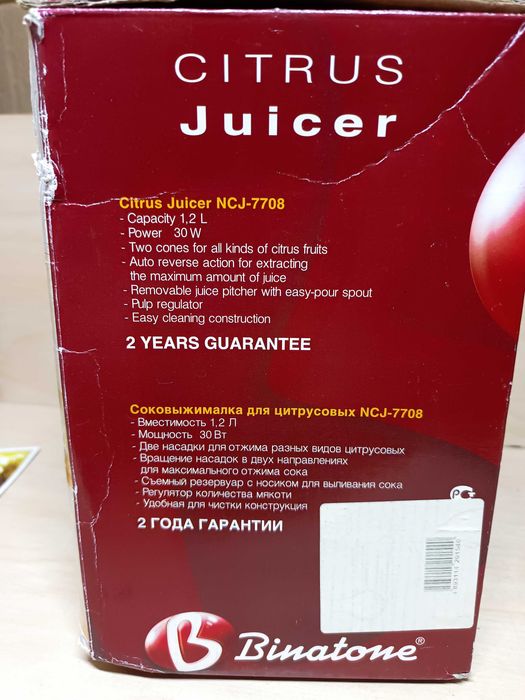 CITRUS
Juicer
Citrus Juicer NCJ-7708
- Capacity 1,2 L
- Power 30 W
- Two cones for all kinds of citrus fruits
- Auto reverse action for extracting
the maximum amount of juice
- Removable juice pitcher with easy-pour spout
- Pulp regulator
- Easy cleaning construction
2 YEARS GUARANTEE
Соковыжималка для цитрусовых NCJ-7708
- Вместимость 1,2 Л
- Мощность 30 Вт
- Две насадки для отжима разных видов цитрусовых
- Вращение насадок в двух направлениях
для максимального отжима сока
- Съемный резервуар с носиком для выливания сока
- Регулятор количества мякоти
- Удобная для чистки конструкция
2 ГОДА ГАРАНТИИ
B Binatone®